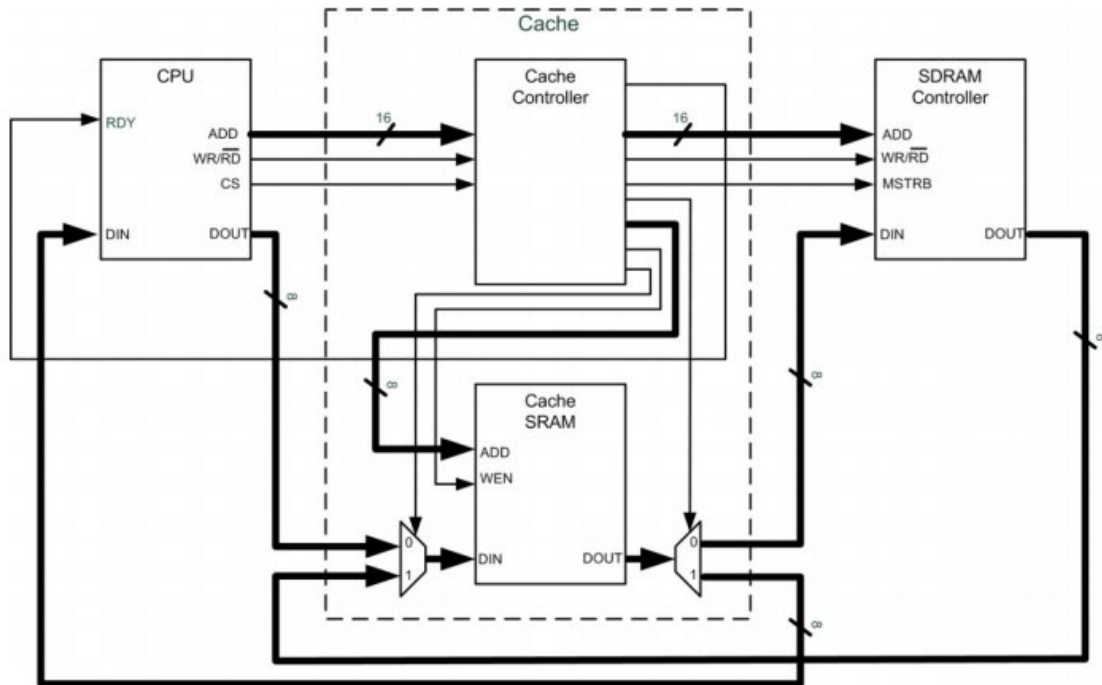 Cache
CPU
RDY
ADD
WR/RD
CS
DIN
DOUT
16
Cache
Controller
16
SDRAM
Controller
ADD
WR/RD
MSTRB
DIN
DOUT
8
8
8
8
Cache
SRAM
ADD
WEN
DIN
DOUT
0
1
0
1
8